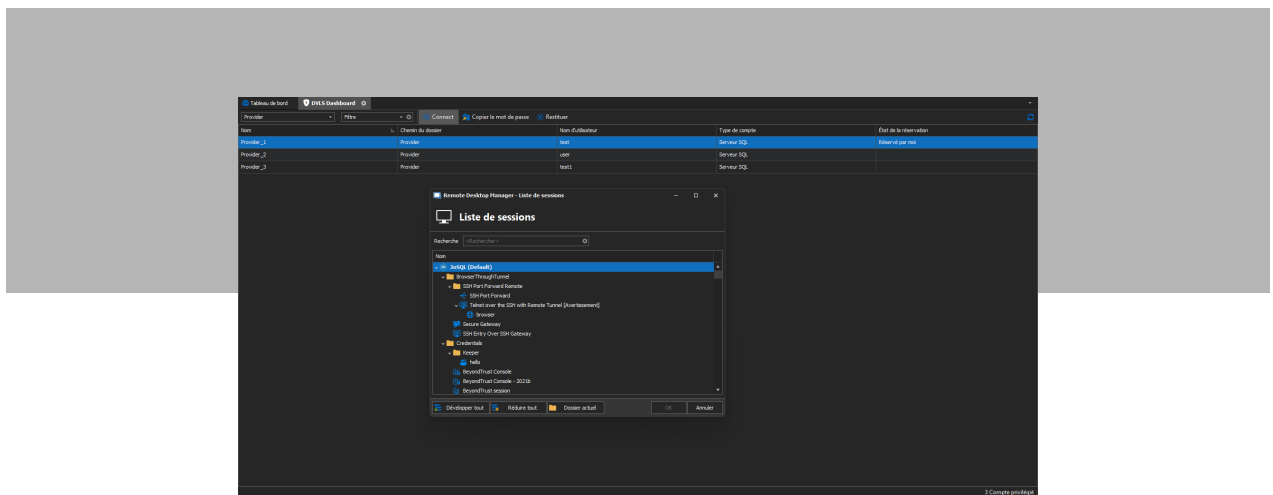 Tableau de bord DVLS Dashboard
Provider Filtre Connect Copier le mot de passe Restituer
Nom Chemin du dossier Nom d'utilisateur Type de compte État de la réservation
Provider_1 Provider test Serveur SQL Réservé par moi
Provider_2 Provider user Serveur SQL
Provider_3 Provider test1 Serveur SQL
Remote Desktop Manager - Liste de sessions
Liste de sessions
Recherche <Rechercher>
Nom
JoSQL (Default)
BrowserThroughTunnel
SSH Port Forward Remote
SSH Port Forward
Telnet over the SSH with Remote Tunnel [Avertissement]
browser
Secure Gateway
SSH Entry Over SSH Gateway
Credentials
Keeper
hello
BeyondTrust Console
BeyondTrust Console - 2021b
BeyondTrust session
Développer tout Réduire tout Dossier actuel OK Annuler
3 Compte privilégié